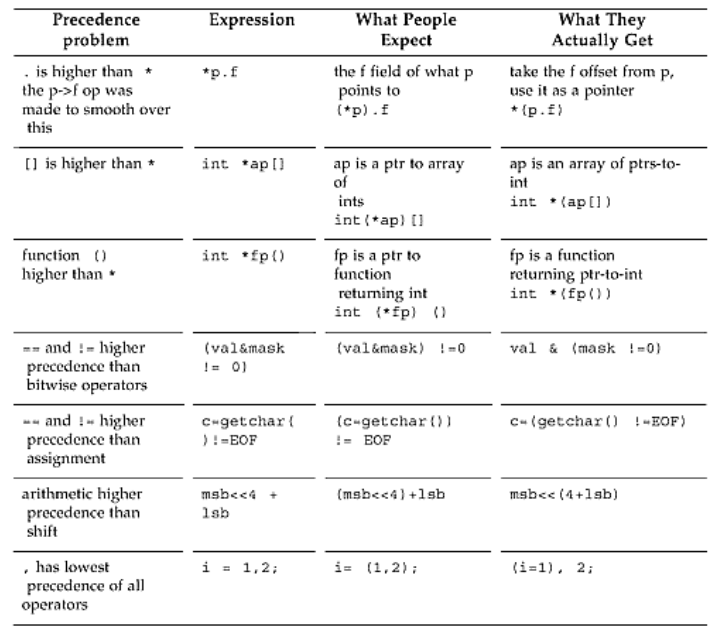 Precedence problem | Expression | What People Expect | What They Actually Get
. is higher than * the p->f op was made to smooth over this | *p.f | the f field of what p points to (*p).f | take the f offset from p, use it as a pointer *(p.f)
[] is higher than * | int *ap[] | ap is a ptr to array of ints int(*ap)[] | ap is an array of ptrs-to-int int *(ap[])
function () higher than * | int *fp() | fp is a ptr to function returning int int (*fp) () | fp is a function returning ptr-to-int int *(fp())
== and != higher precedence than bitwise operators | (val&mask != 0) | (val&mask) !=0 | val & (mask !=0)
== and != higher precedence than assignment | c=getchar()!=EOF | (c=getchar()) != EOF | c=(getchar() !=EOF)
arithmetic higher precedence than shift | msb<<4 + lsb | (msb<<4)+lsb | msb<<(4+lsb)
, has lowest precedence of all operators | i = 1,2; | i= (1,2); | (i=1), 2;